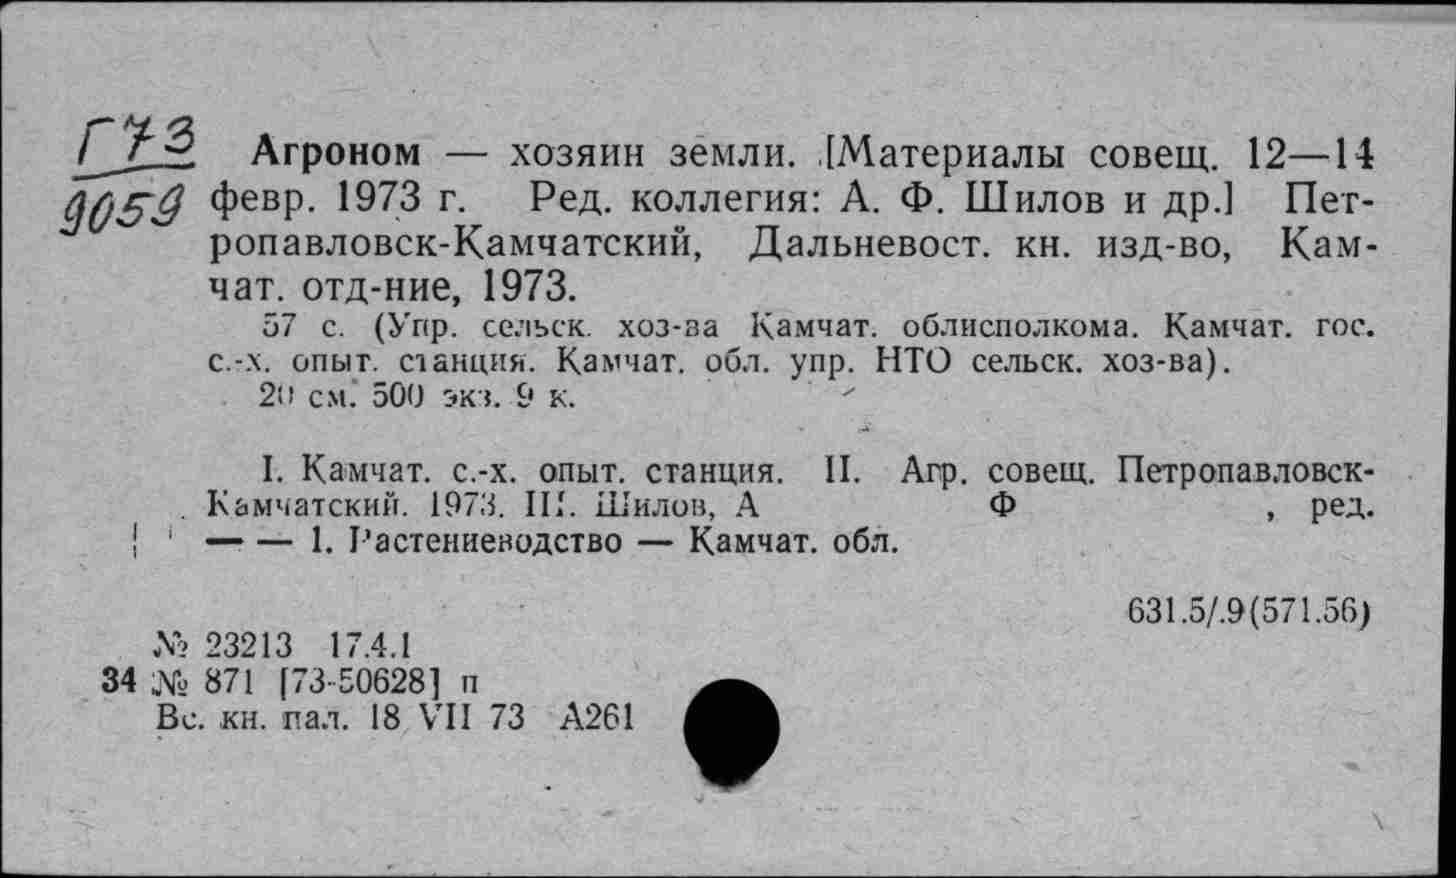 Г73
9059
Агроном — хозяин земли. [Материалы совещ. 12—14
февр. 1973 г. Ред. коллегия: А. Ф. Шилов и др.] Пет-
ропавловск-Камчатский, Дальневост. кн. изд-во, Кам-
чат. отд-ние, 1973.
57 с. (Упр. сельск. хоз-ва Камчат. облисполкома. Камчат. гос.
с.-х. опыт. станция. Камчат. обл. упр. НТО сельск. хоз-ва).
20 см. 500 экз. 9 к.
I. Камчат. с.-х. опыт. станция. II. Агр. совещ. Петропавловск-
Камчатский. 1973. III. Шилов, А Ф , ред.
— — 1. Растениеводство — Камчат. обл.
631.5/.9(571.56)
№ 23213 17.4.1
34 № 871 [73-50628] п
Вс. кн. пал. 18 VII 73 А261